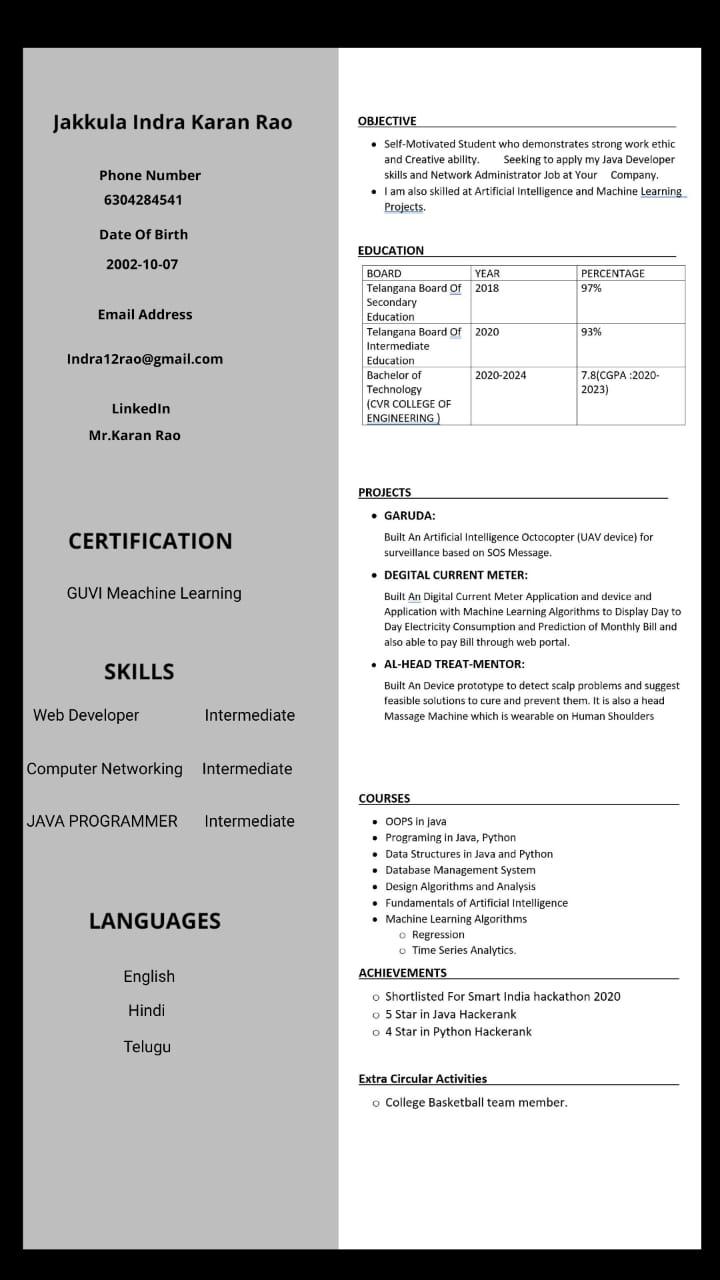 Jakkula Indra Karan Rao
Phone Number
6304284541
Date Of Birth
2002-10-07
Email Address
Indra12rao@gmail.com
LinkedIn
Mr.Karan Rao
CERTIFICATION
GUVI Meachine Learning
SKILLS
Web Developer Intermediate
Computer Networking Intermediate
JAVA PROGRAMMER Intermediate
LANGUAGES
English
Hindi
Telugu
OBJECTIVE
• Self-Motivated Student who demonstrates strong work ethic
and Creative ability. Seeking to apply my Java Developer
skills and Network Administrator Job at Your Company.
• I am also skilled at Artificial Intelligence and Machine Learning
Projects.
EDUCATION
BOARD YEAR PERCENTAGE
Telangana Board Of 2018 97%
Secondary
Education
Telangana Board Of 2020 93%
Intermediate
Education
Bachelor of 2020-2024 7.8(CGPA :2020-
Technology 2023)
(CVR COLLEGE OF
ENGINEERING )
PROJECTS
• GARUDA:
Built An Artificial Intelligence Octocopter (UAV device) for
surveillance based on SOS Message.
• DEGITAL CURRENT METER:
Built An Digital Current Meter Application and device and
Application with Machine Learning Algorithms to Display Day to
Day Electricity Consumption and Prediction of Monthly Bill and
also able to pay Bill through web portal.
• AL-HEAD TREAT-MENTOR:
Built An Device prototype to detect scalp problems and suggest
feasible solutions to cure and prevent them. It is also a head
Massage Machine which is wearable on Human Shoulders
COURSES
• OOPS in java
• Programing in Java, Python
• Data Structures in Java and Python
• Database Management System
• Design Algorithms and Analysis
• Fundamentals of Artificial Intelligence
• Machine Learning Algorithms
o Regression
o Time Series Analytics.
ACHIEVEMENTS
o Shortlisted For Smart India hackathon 2020
o 5 Star in Java Hackerank
o 4 Star in Python Hackerank
Extra Circular Activities
o College Basketball team member.